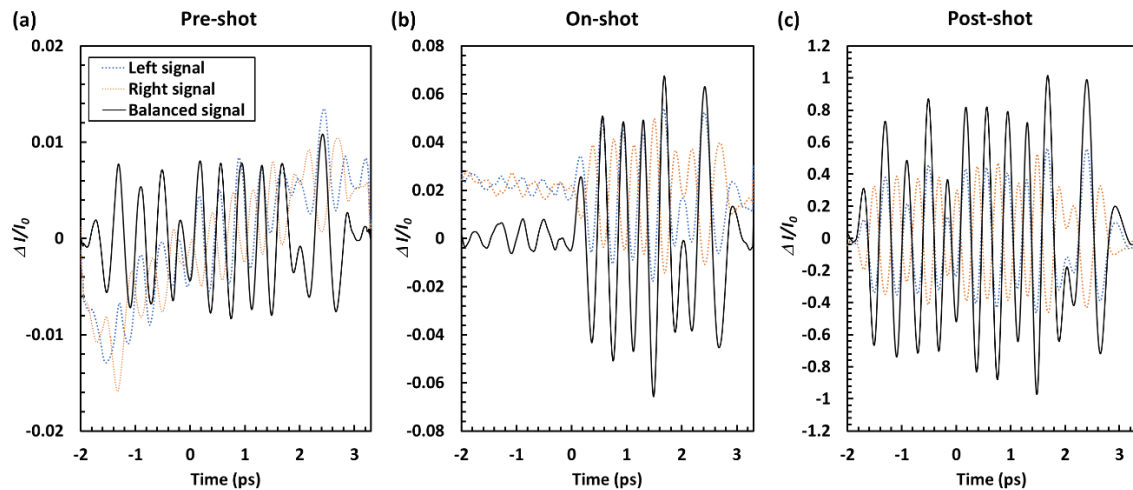 (a)
Pre-shot
0.02
0.01
0
-0.01
-0.02
Δ I/I0
Left signal
Right signal
Balanced signal
-2 -1 0 1 2 3
Time (ps)
(b)
On-shot
0.08
0.06
0.04
0.02
0
-0.02
-0.04
-0.06
-0.08
Δ I/I0
-2 -1 0 1 2 3
Time (ps)
(c)
Post-shot
1.2
1
0.8
0.6
0.4
0.2
0
-0.2
-0.4
-0.6
-0.8
-1
-1.2
Δ I/I0
-2 -1 0 1 2 3
Time (ps)